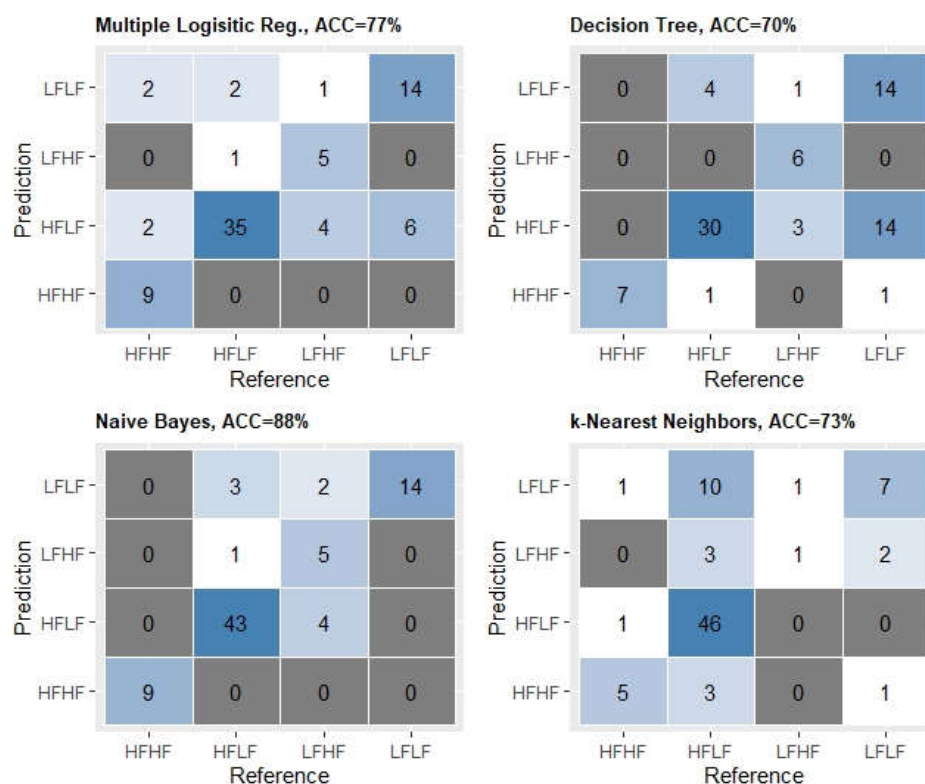 Multiple Logisitic Reg., ACC=77%
LFLF 2 2 1 14
LFHF 0 1 5 0
HFLF 2 35 4 6
HFHF 9 0 0 0
HFHF HFLF LFHF LFLF
Reference
Prediction
Decision Tree, ACC=70%
LFLF 0 4 1 14
LFHF 0 0 6 0
HFLF 0 30 3 14
HFHF 7 1 0 1
HFHF HFLF LFHF LFLF
Reference
Prediction
Naive Bayes, ACC=88%
LFLF 0 3 2 14
LFHF 0 1 5 0
HFLF 0 43 4 0
HFHF 9 0 0 0
HFHF HFLF LFHF LFLF
Reference
Prediction
k-Nearest Neighbors, ACC=73%
LFLF 1 10 1 7
LFHF 0 3 1 2
HFLF 1 46 0 0
HFHF 5 3 0 1
HFHF HFLF LFHF LFLF
Reference
Prediction